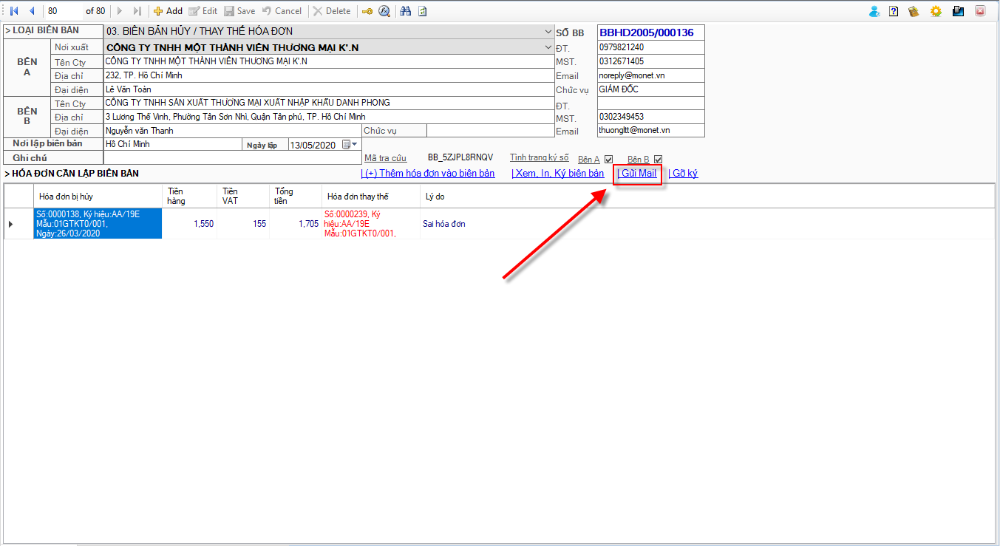 80 of 80 Add Edit Save Cancel Delete
> LOẠI BIÊN BẢN 03. BIÊN BẢN HỦY / THAY THẾ HÓA ĐƠN SỐ BB BBHD2005/000136
BÊN A
Nơi xuất CÔNG TY TNHH MỘT THÀNH VIÊN THƯƠNG MẠI K'.N ĐT. 0979821240
Tên Cty CÔNG TY TNHH MỘT THÀNH VIÊN THƯƠNG MẠI K'.N MST. 0312671405
Địa chỉ 232, TP. Hồ Chí Minh Email noreply@monet.vn
Đại diện Lê Văn Toàn Chức vụ GIÁM ĐỐC
BÊN B
Tên Cty CÔNG TY TNHH SẢN XUẤT THƯƠNG MẠI XUẤT NHẬP KHẨU DANH PHONG ĐT.
Địa chỉ 3 Lương Thế Vinh, Phường Tân Sơn Nhì, Quận Tân phú, TP. Hồ Chí Minh MST. 0302349453
Đại diện Nguyễn văn Thanh Chức vụ Email thuongltt@monet.vn
Nơi lập biên bản Hồ Chí Minh Ngày lập 13/05/2020
Ghi chú Mã tra cứu BB_5ZJPL8RNQV Tình trạng ký số Bên A Bên B
> HÓA ĐƠN CẦN LẬP BIÊN BẢN | (+) Thêm hóa đơn vào biên bản | Xem, In, Ký biên bản | Gửi Mail | Gỡ ký
Hóa đơn bị hủy
Tiền
hàng
Tiền
VAT
Tổng
tiền
Hóa đơn thay thế
Lý do
Số:0000138, Ký hiệu:AA/19E
Mẫu:01GTKT0/001,
Ngày:26/03/2020
1,550
155
1,705
Số:0000239, Ký
hiệu:AA/19E
Mẫu:01GTKT0/001,
Sai hóa đơn